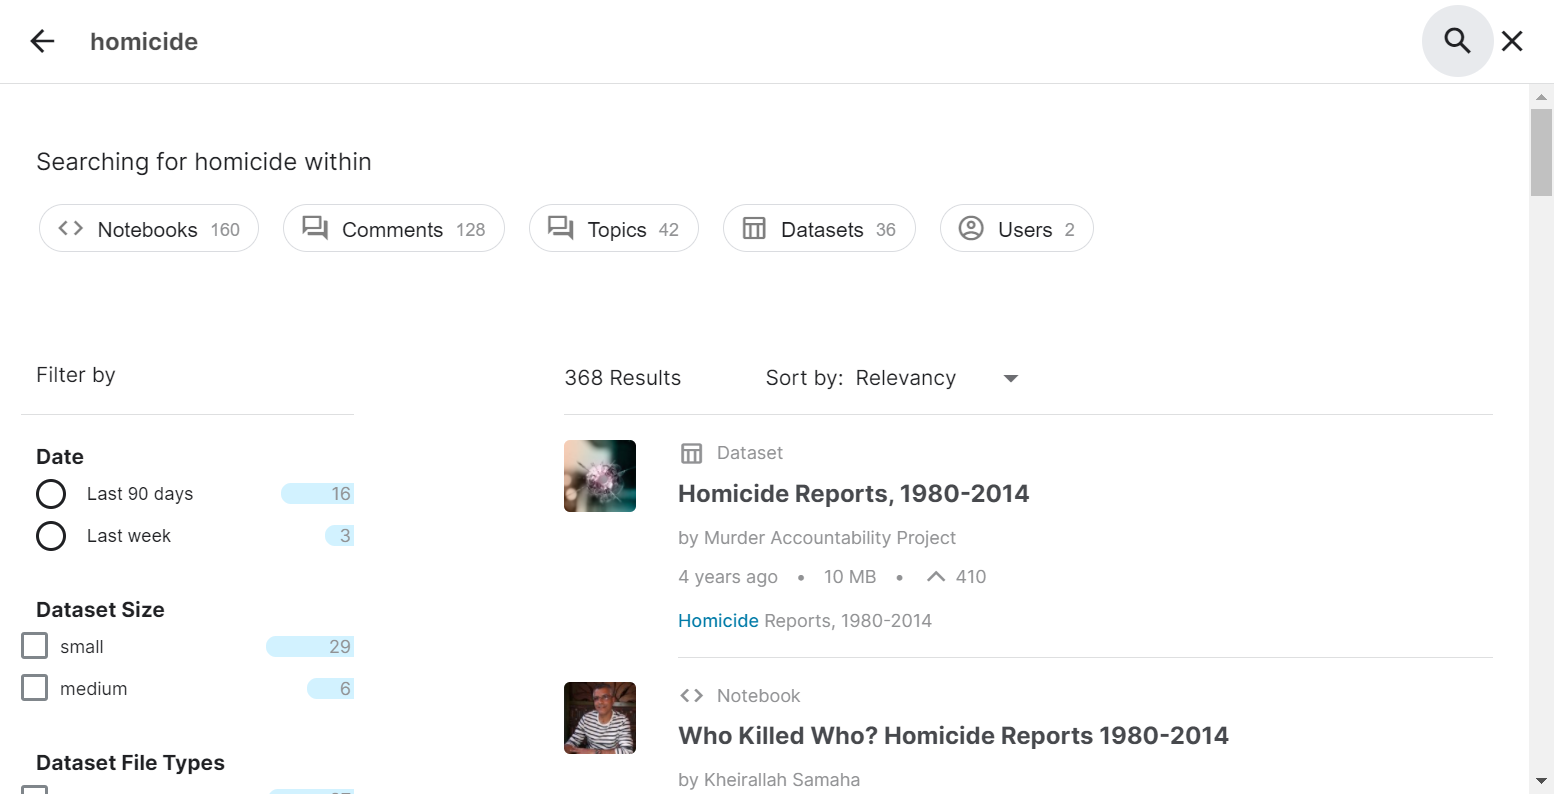 homicide
Searching for homicide within
Notebooks 160 Comments 128 Topics 42 Datasets 36 Users 2
Filter by
368 Results Sort by: Relevancy
Date
Last 90 days 16
Last week 3
Dataset Size
small 29
medium 6
Dataset File Types
Dataset
Homicide Reports, 1980-2014
by Murder Accountability Project
4 years ago • 10 MB • 410
Homicide Reports, 1980-2014
Notebook
Who Killed Who? Homicide Reports 1980-2014
by Kheirallah Samaha